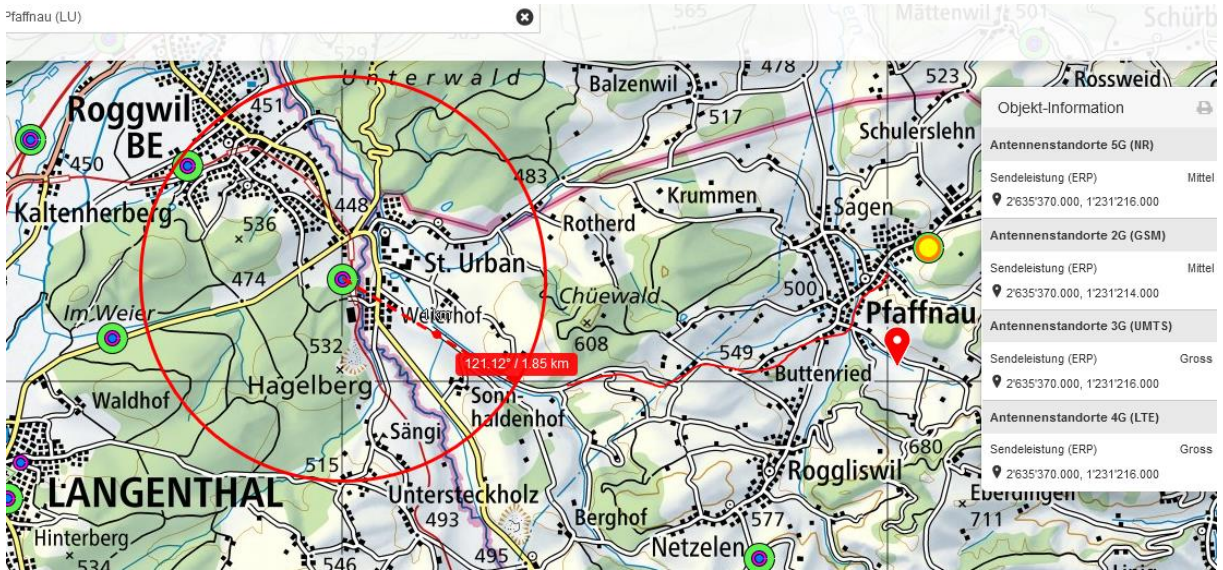 Pfaffnau (LU)
565
Mättenwil
501
Schürb
529
Unterwald
Balzenwil
478
523
Rossweid
Roggwil
BE
451
517
Schulerslehn
450
483
Krummen
Sagen
Kaltenherberg
448
536
Rotherd
474
St. Urban
500
Chüewald
Pfaffnau
Im Weier
Weierhof
1km
608
532
549
121.12° / 1.85 km
Buttenried
Hagelberg
Waldhof
Sonn-
haldenhof
Sängi
680
515
Roggliswil
LANGENTHAL
Untersteckholz
493
Berghof
577
Eberdingen
711
Hinterberg
534
546
495
Netzelen
Objekt-Information
Antennenstandorte 5G (NR)
Sendeleistung (ERP) Mittel
2'635'370.000, 1'231'216.000
Antennenstandorte 2G (GSM)
Sendeleistung (ERP) Mittel
2'635'370.000, 1'231'214.000
Antennenstandorte 3G (UMTS)
Sendeleistung (ERP) Gross
2'635'370.000, 1'231'216.000
Antennenstandorte 4G (LTE)
Sendeleistung (ERP) Gross
2'635'370.000, 1'231'216.000